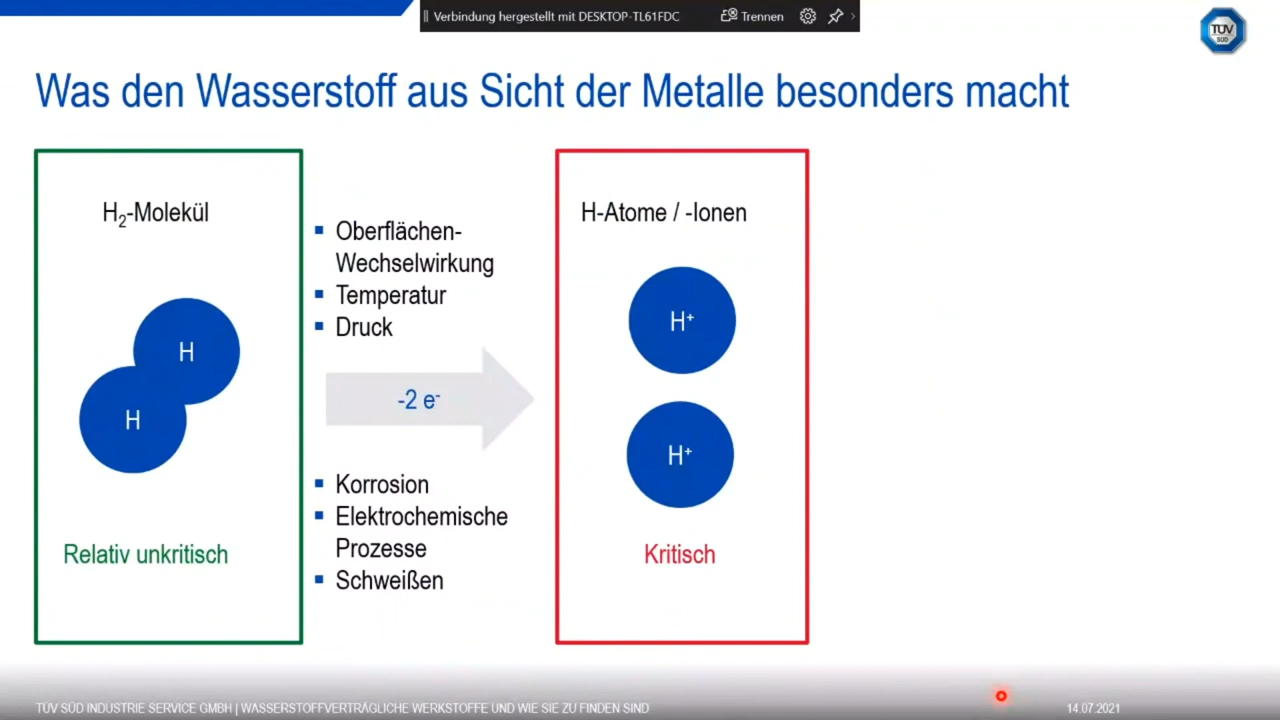 Verbindung hergestellt mit DESKTOP-TL61FDC Trennen
TÜV
SÜD
Was den Wasserstoff aus Sicht der Metalle besonders macht
H₂-Molekül
H
H
Relativ unkritisch
▪ Oberflächen-
Wechselwirkung
▪ Temperatur
▪ Druck
-2 e⁻
▪ Korrosion
▪ Elektrochemische
Prozesse
▪ Schweißen
H-Atome / -Ionen
H⁺
H⁺
Kritisch
TÜV SÜD INDUSTRIE SERVICE GMBH | WASSERSTOFFVERTRÄGLICHE WERKSTOFFE UND WIE SIE ZU FINDEN SIND
14.07.2021